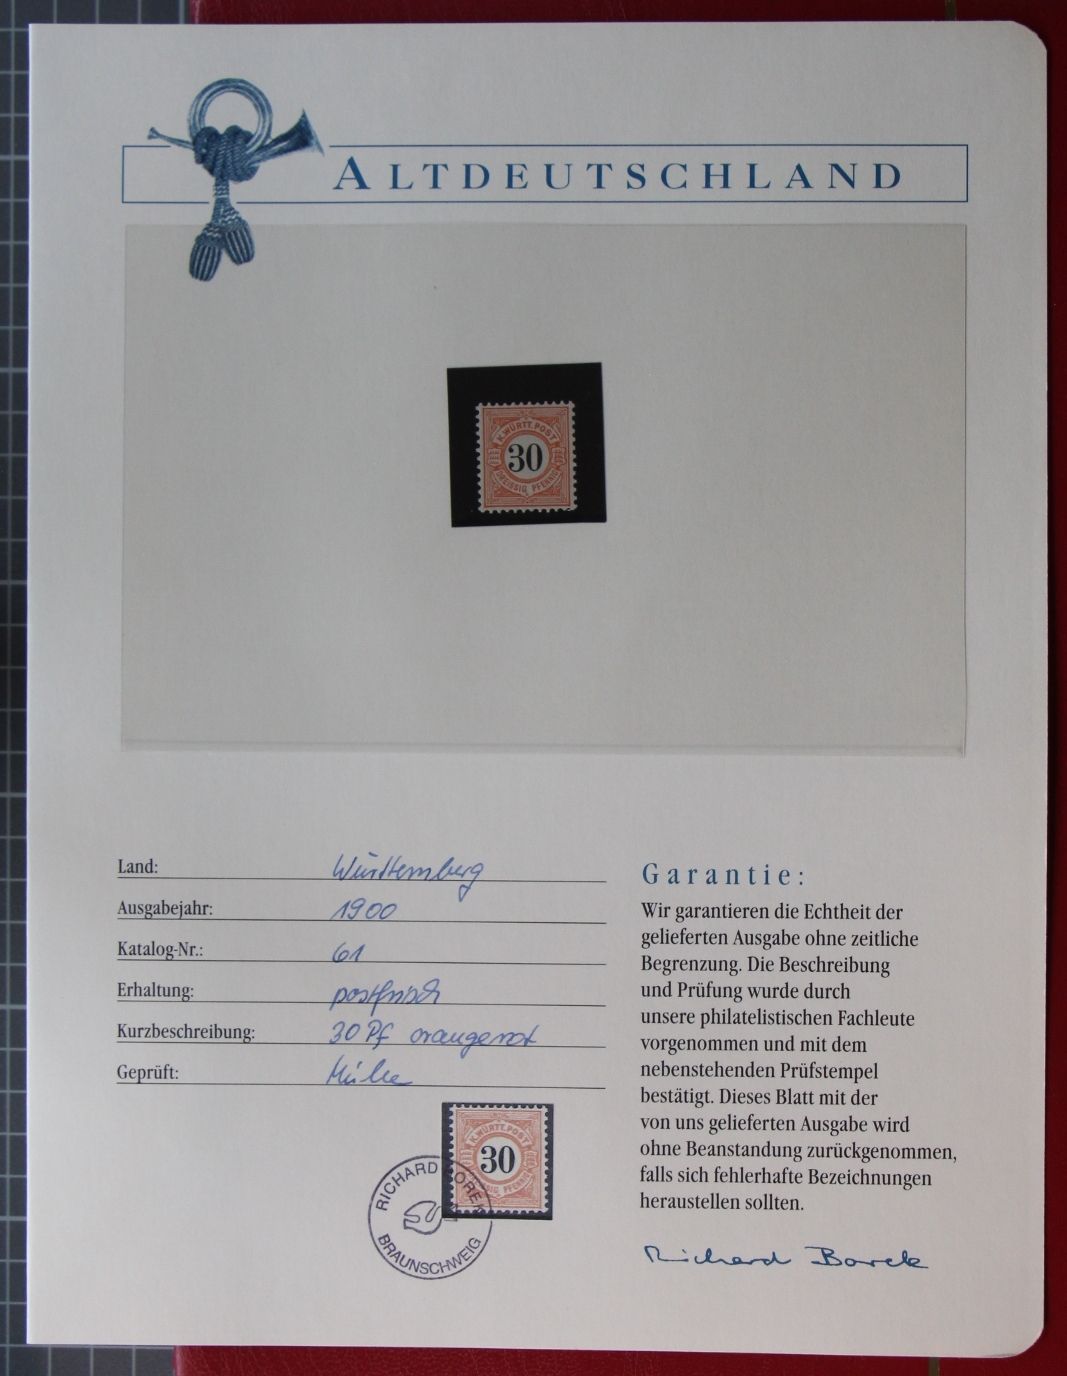 ALTDEUTSCHLAND
K. WÜRTT. POST
30
DREISSIG PFENNIG
Land: Württemberg
Ausgabejahr: 1900
Katalog-Nr.: 61
Erhaltung: postfrisch
Kurzbeschreibung: 30 Pf orangerot
Geprüft:
K. WÜRTT. POST
30
PFENNIG
RICHARD BOREK
BRAUNSCHWEIG
Garantie:
Wir garantieren die Echtheit der
gelieferten Ausgabe ohne zeitliche
Begrenzung. Die Beschreibung
und Prüfung wurde durch
unsere philatelistischen Fachleute
vorgenommen und mit dem
nebenstehenden Prüfstempel
bestätigt. Dieses Blatt mit der
von uns gelieferten Ausgabe wird
ohne Beanstandung zurückgenommen,
falls sich fehlerhafte Bezeichnungen
herausstellen sollten.
Richard Borek